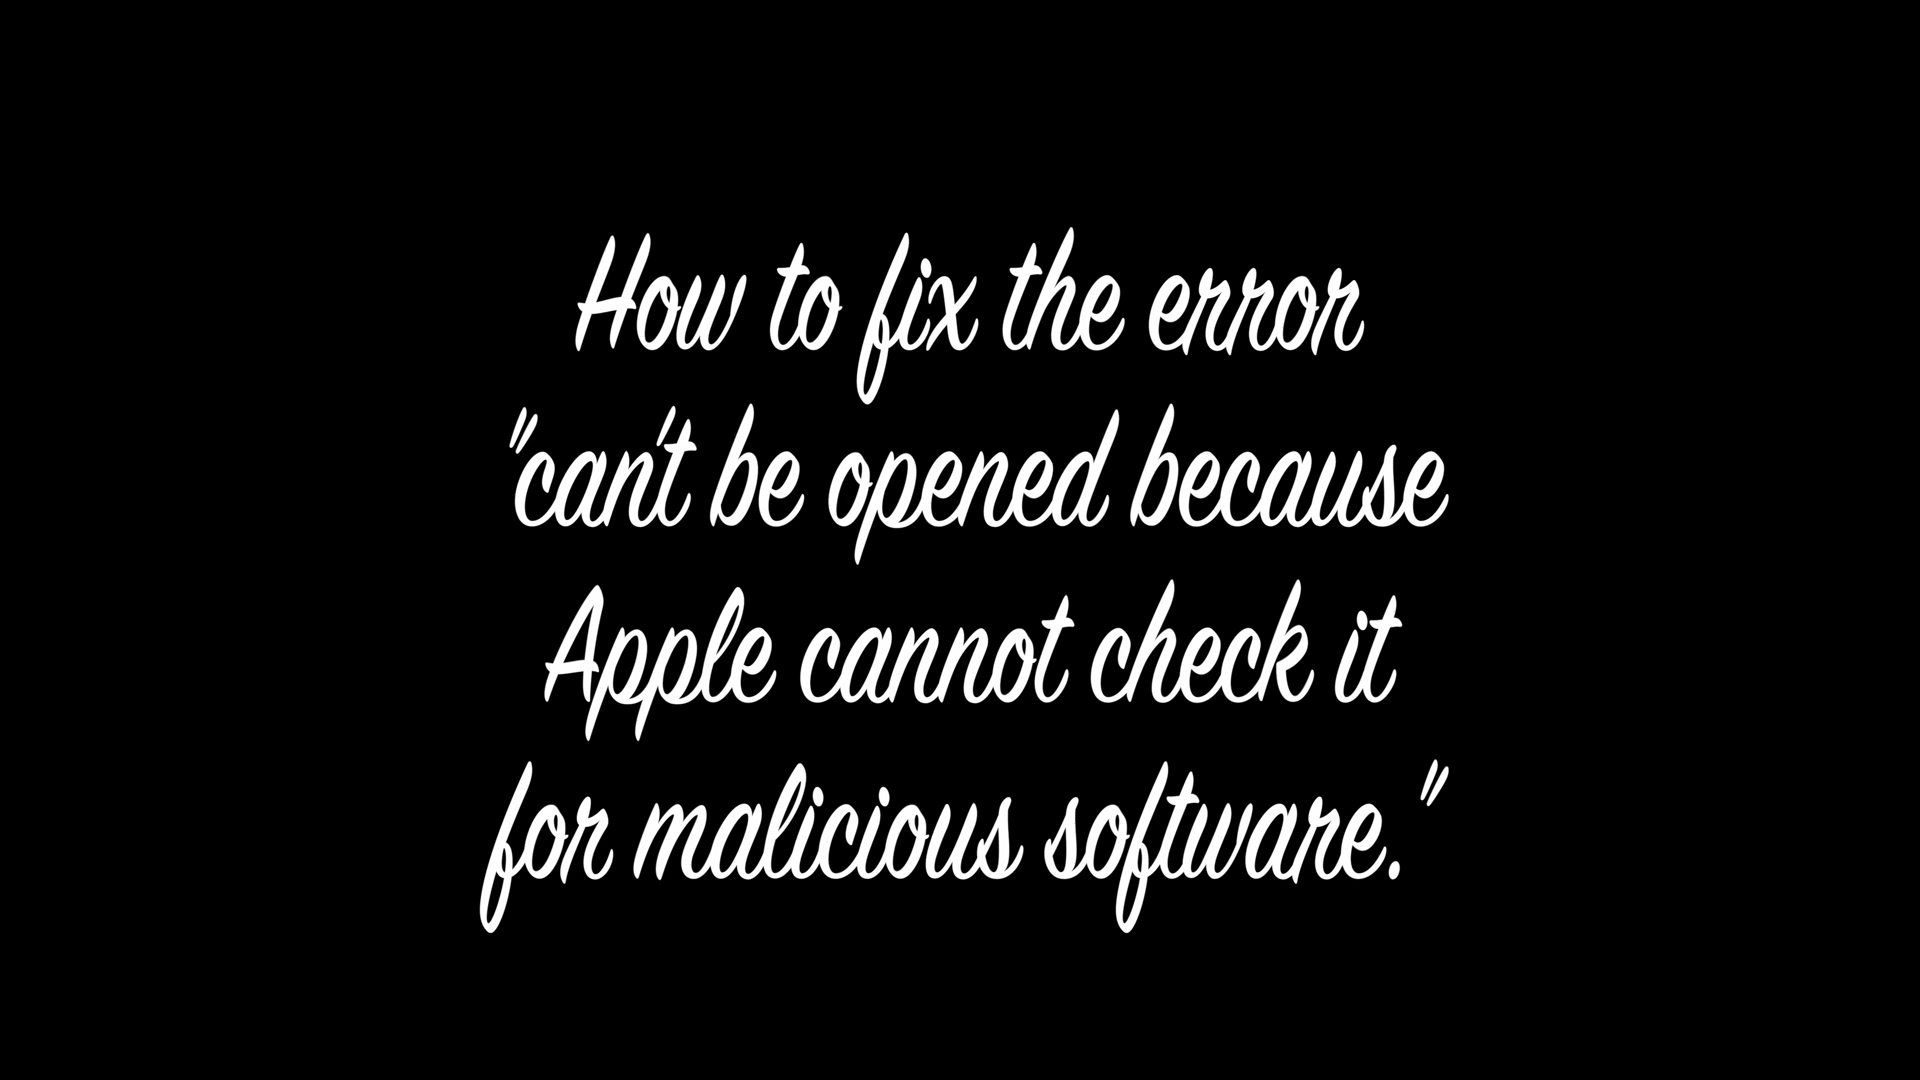 How to fix the error
"can't be opened because
Apple cannot check it
for malicious software."